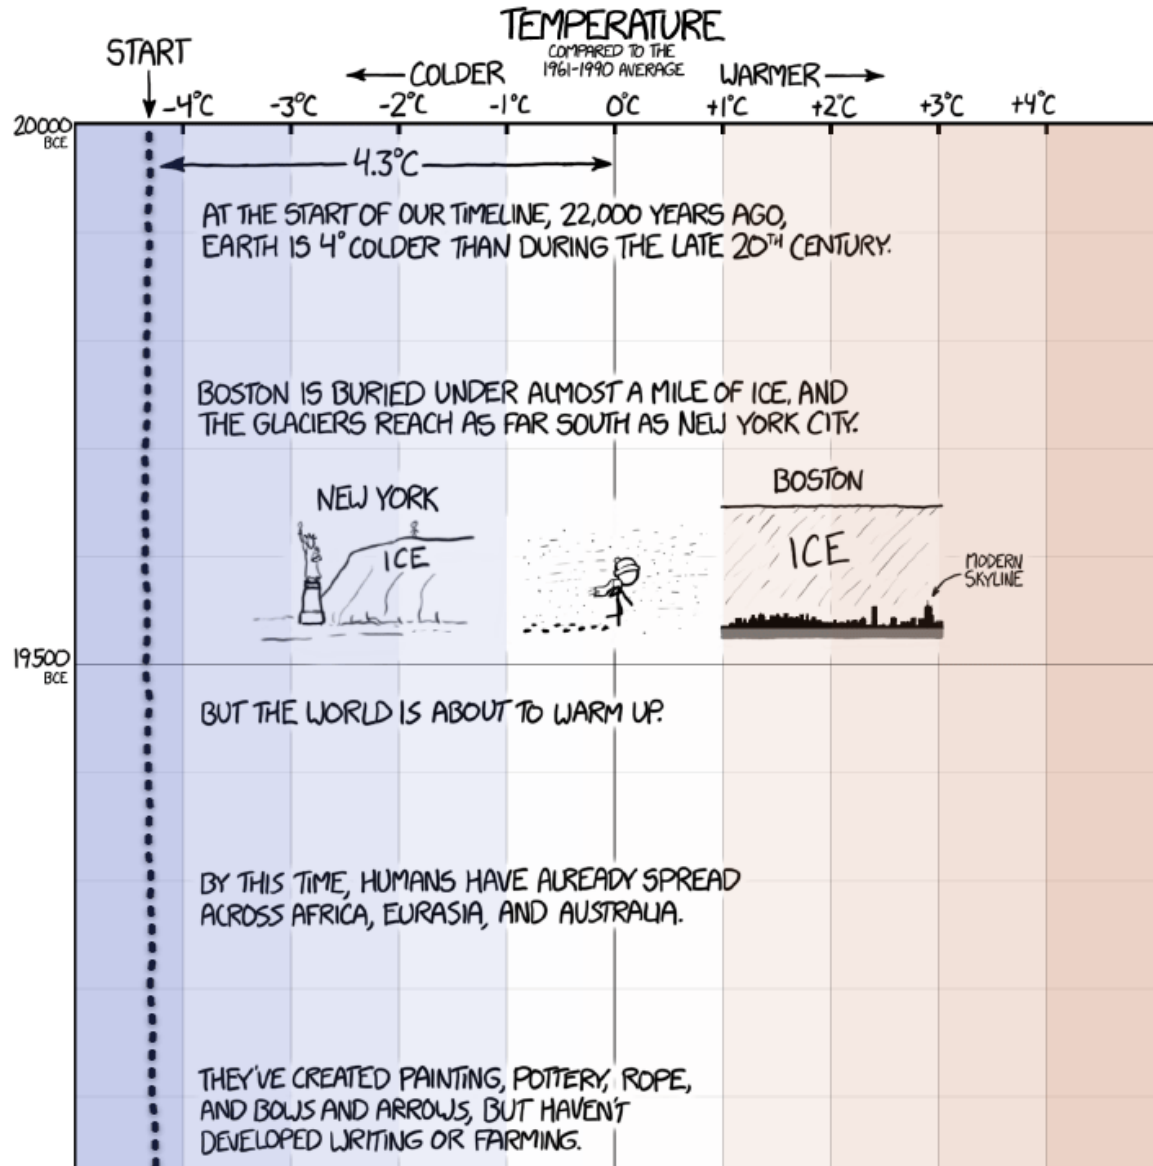 TEMPERATURE
COMPARED TO THE
1961-1990 AVERAGE
START
← COLDER
WARMER →
-4°C -3°C -2°C -1°C 0°C +1°C +2°C +3°C +4°C
20000
BCE
4.3°C
AT THE START OF OUR TIMELINE, 22,000 YEARS AGO,
EARTH IS 4° COLDER THAN DURING THE LATE 20TH CENTURY.
BOSTON IS BURIED UNDER ALMOST A MILE OF ICE, AND
THE GLACIERS REACH AS FAR SOUTH AS NEW YORK CITY.
NEW YORK
ICE
BOSTON
ICE
MODERN
SKYLINE
19500
BCE
BUT THE WORLD IS ABOUT TO WARM UP.
BY THIS TIME, HUMANS HAVE ALREADY SPREAD
ACROSS AFRICA, EURASIA, AND AUSTRALIA.
THEY'VE CREATED PAINTING, POTTERY, ROPE,
AND BOWS AND ARROWS, BUT HAVEN'T
DEVELOPED WRITING OR FARMING.